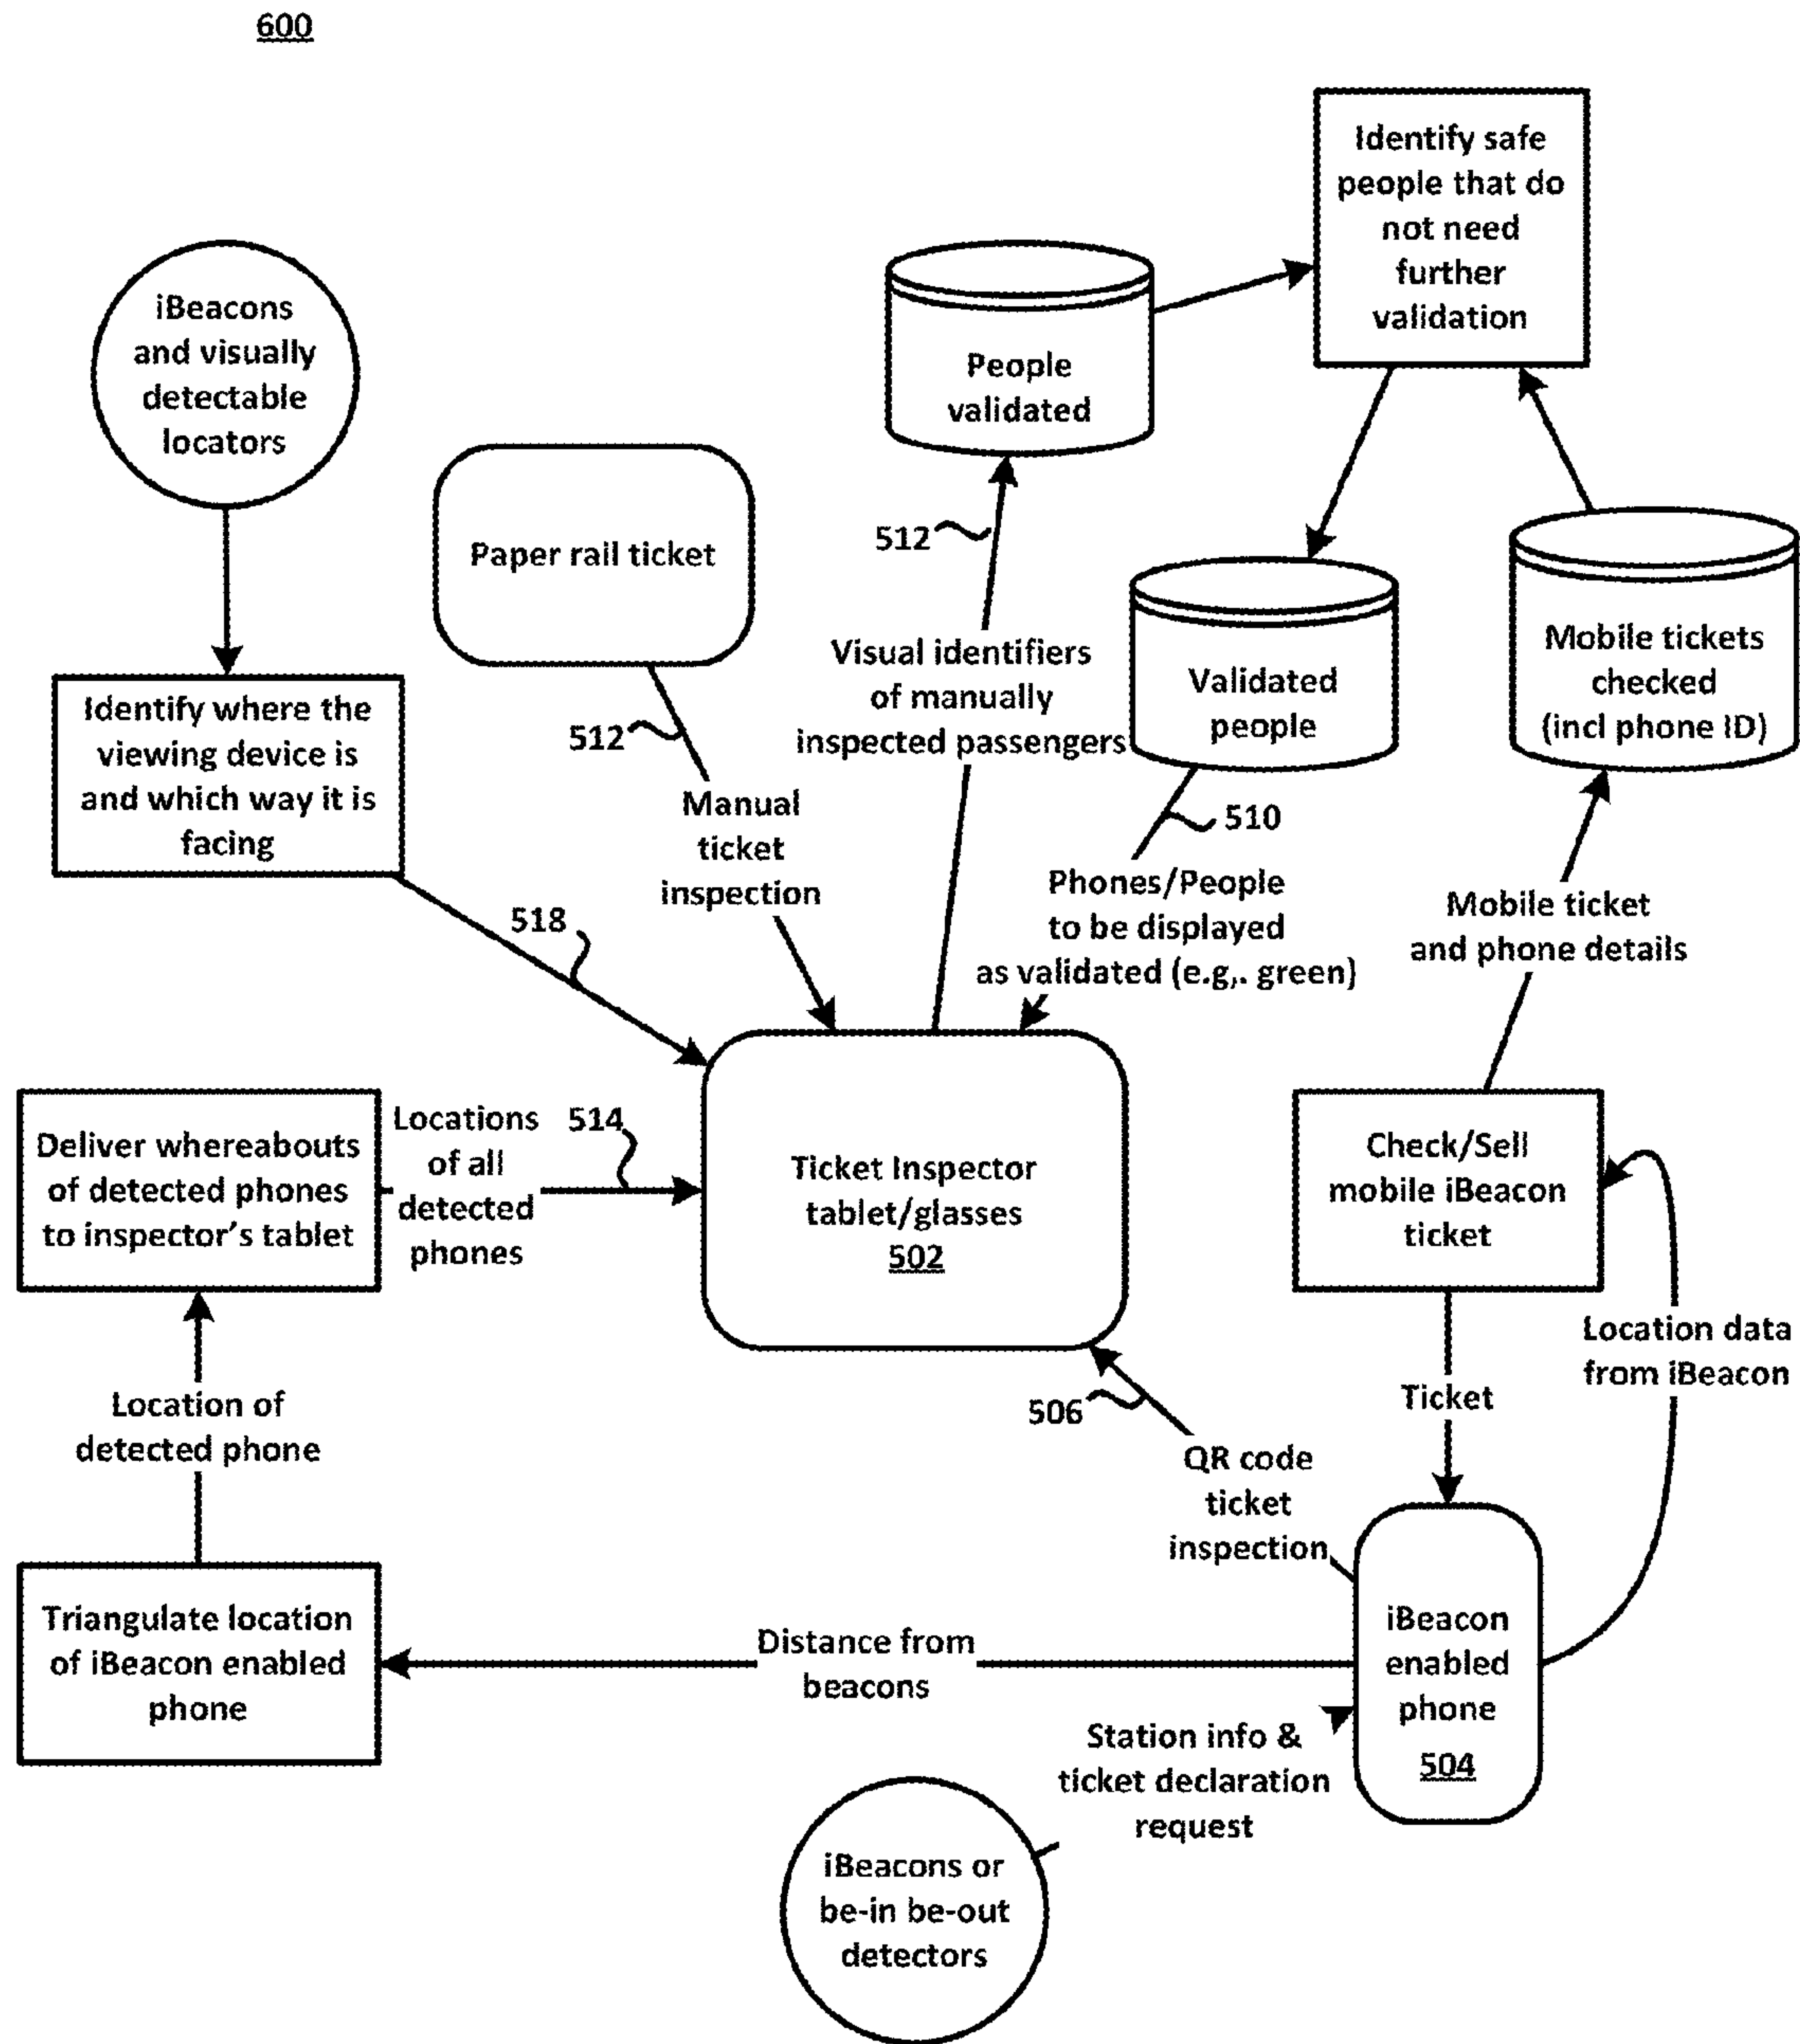 600
Identify safe
people that do
not need
further
validation
iBeacons
and visually
detectable
locators
People
validated
Paper rail ticket
512
Visual identifiers
of manually
inspected passengers
Validated
people
Mobile tickets
checked
(incl phone ID)
Identify where the
viewing device is
and which way it is
facing
512
Manual
ticket
inspection
510
Phones/People
to be displayed
as validated (e.g,. green)
Mobile ticket
and phone details
518
Deliver whereabouts
of detected phones
to inspector's tablet
Locations
of all
detected
phones
514
Ticket Inspector
tablet/glasses
502
Check/Sell
mobile iBeacon
ticket
Location data
from iBeacon
Ticket
506
QR code
ticket
inspection
Location of
detected phone
Triangulate location
of iBeacon enabled
phone
Distance from
beacons
iBeacon
enabled
phone
504
Station info &
ticket declaration
request
iBeacons or
be-in be-out
detectors